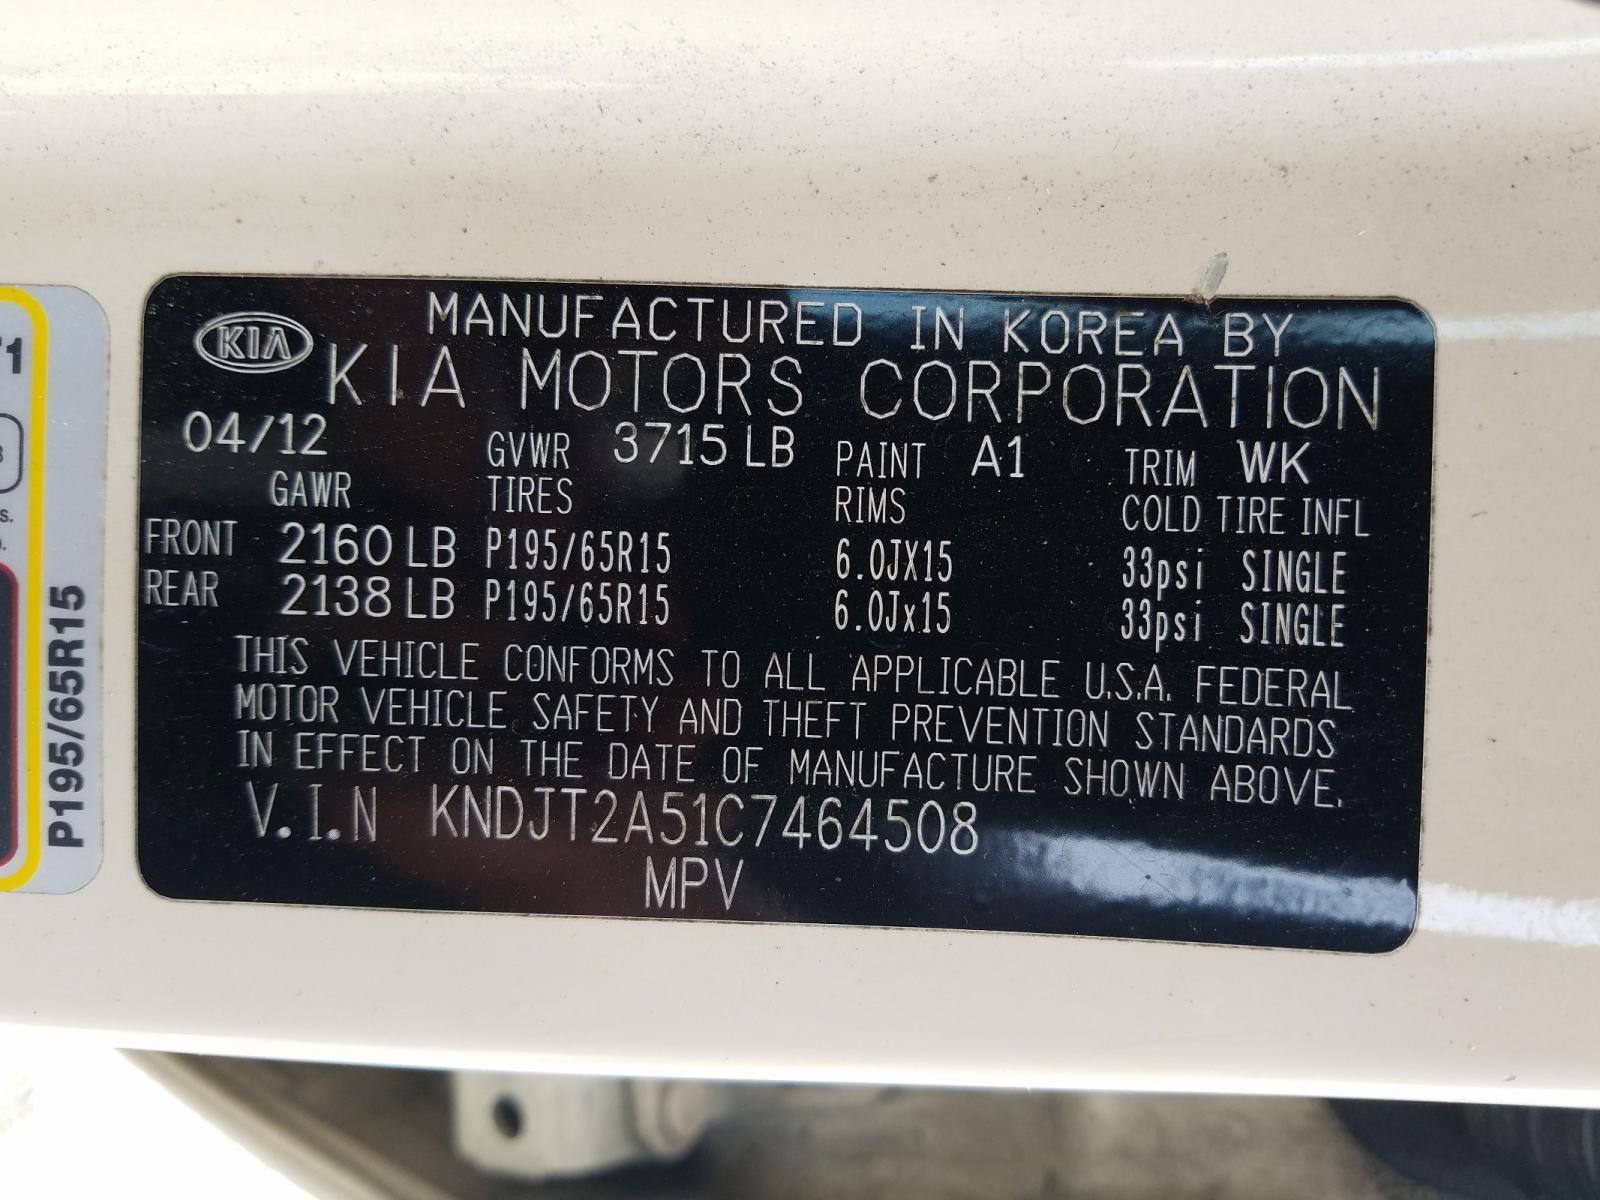 KIA
MANUFACTURED IN KOREA BY
KIA MOTORS CORPORATION
04/12 GVWR 3715 LB PAINT A1 TRIM WK
GAWR TIRES RIMS COLD TIRE INFL
FRONT 2160 LB P195/65R15 6.0JX15 33psi SINGLE
REAR 2138 LB P195/65R15 6.0Jx15 33psi SINGLE
THIS VEHICLE CONFORMS TO ALL APPLICABLE U.S.A. FEDERAL
MOTOR VEHICLE SAFETY AND THEFT PREVENTION STANDARDS
IN EFFECT ON THE DATE OF MANUFACTURE SHOWN ABOVE.
V.I.N KNDJT2A51C7464508
MPV
P195/65R15